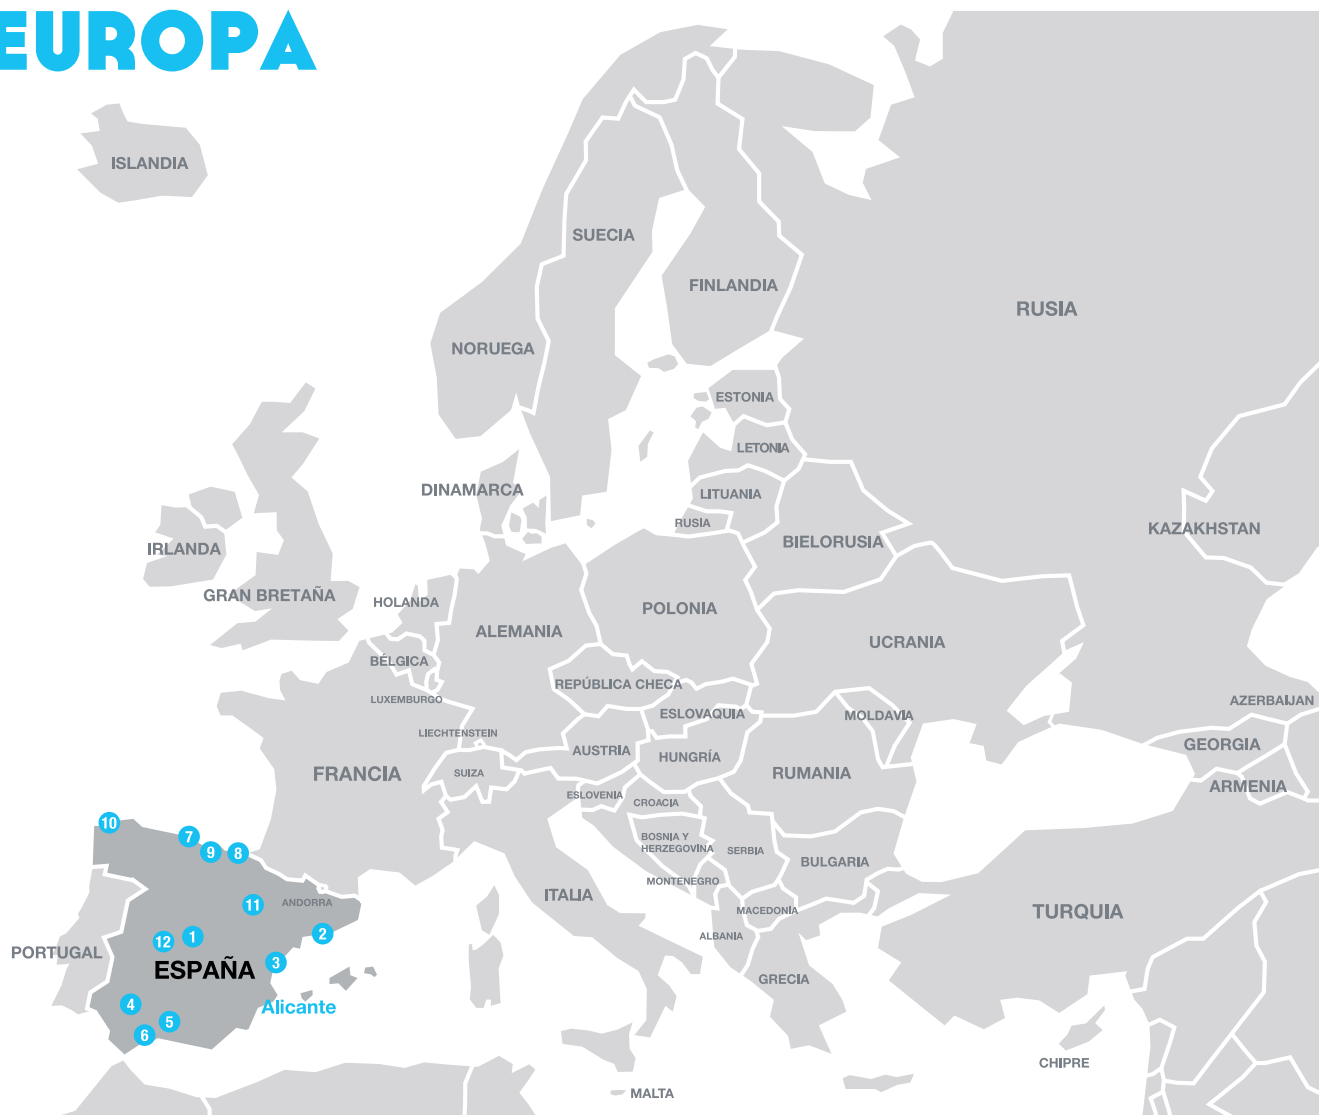 EUROPA
ISLANDIA
SUECIA
FINLANDIA
RUSIA
NORUEGA
ESTONIA
LETONIA
DINAMARCA
LITUANIA
RUSIA
KAZAKHSTAN
BIELORUSIA
IRLANDA
GRAN BRETAÑA
HOLANDA
POLONIA
ALEMANIA
UCRANIA
BÉLGICA
REPÚBLICA CHECA
LUXEMBURGO
AZERBAIJAN
ESLOVAQUIA
MOLDAVIA
LIECHTENSTEIN
GEORGIA
AUSTRIA
HUNGRÍA
FRANCIA
SUIZA
RUMANIA
ARMENIA
ESLOVENIA
CROACIA
10
7
BOSNIA Y
HERZEGOVINA
9
8
SERBIA
BULGARIA
MONTENEGRO
ITALIA
11
ANDORRA
MACEDONIA
TURQUIA
12
1
2
ALBANIA
PORTUGAL
ESPAÑA
3
GRECIA
4
Alicante
5
6
CHIPRE
MALTA